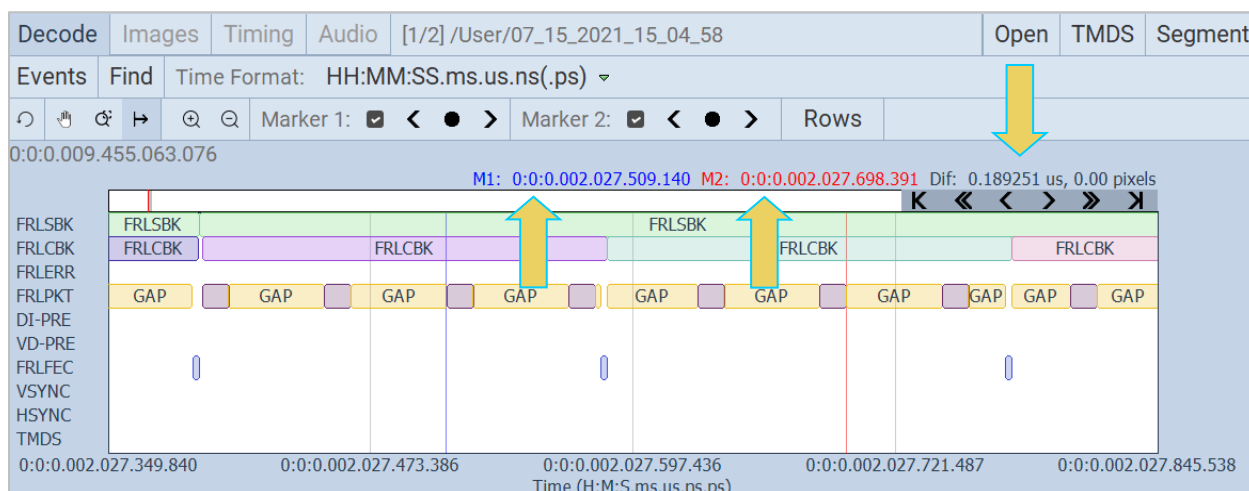 Decode Images Timing Audio [1/2] /User/07_15_2021_15_04_58 Open TMDS Segment
Events Find Time Format: HH:MM:SS.ms.us.ns(.ps)
Marker 1: Marker 2: Rows
0:0:0.009.455.063.076
M1: 0:0:0.002.027.509.140 M2: 0:0:0.002.027.698.391 Dif: 0.189251 us, 0.00 pixels
FRLSBK FRLSBK FRLSBK
FRLCBK FRLCBK FRLCBK FRLCBK FRLCBK
FRLERR
FRLPKT GAP GAP GAP GAP GAP GAP GAP GAP GAP GAP
DI-PRE
VD-PRE
FRLFEC
VSYNC
HSYNC
TMDS
0:0:0.002.027.349.840 0:0:0.002.027.473.386 0:0:0.002.027.597.436 0:0:0.002.027.721.487 0:0:0.002.027.845.538
Time (H:M:S.ms.us.ns.ps)